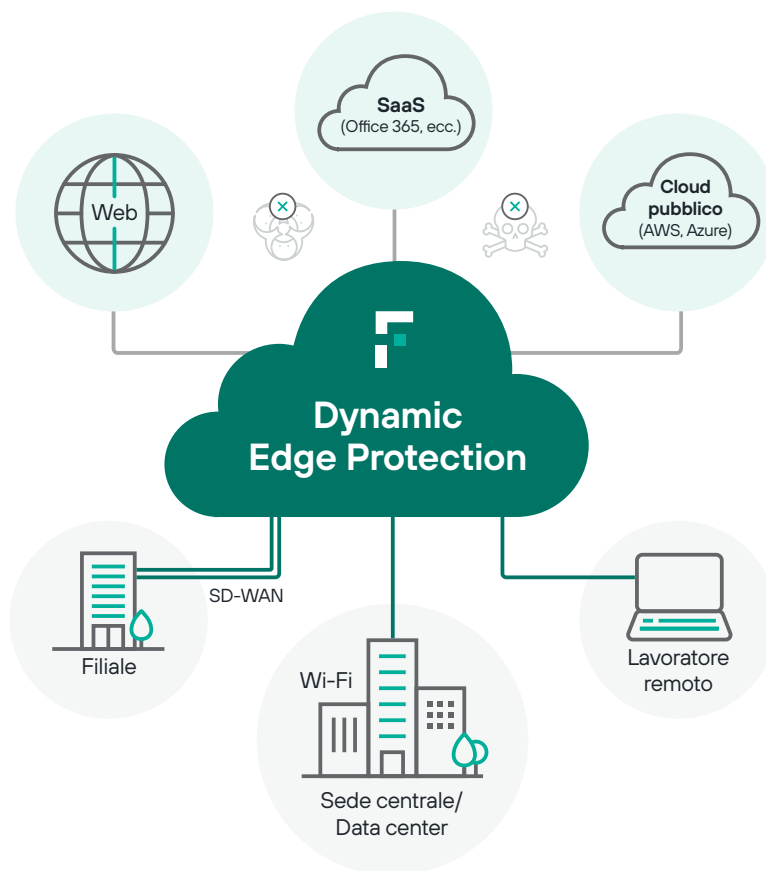 SaaS
(Office 365, ecc.)
Web
Cloud
pubblico
(AWS, Azure)
Dynamic
Edge Protection
SD-WAN
Filiale
Wi-Fi
Lavoratore
remoto
Sede centrale/
Data center